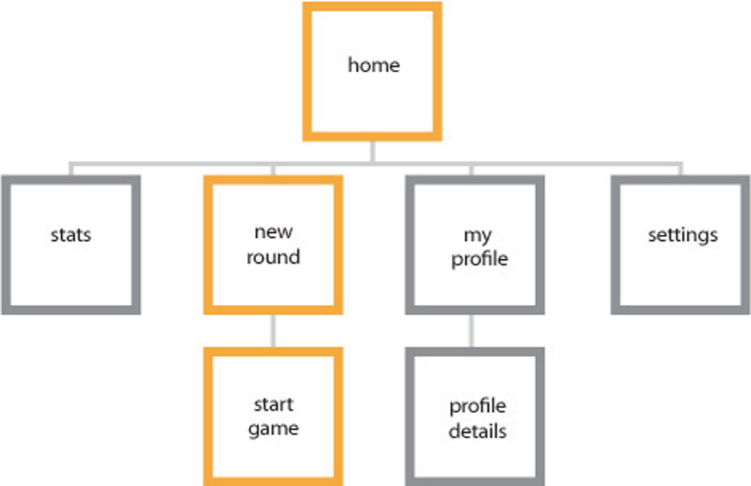 home
stats
new
round
my
profile
settings
start
game
profile
details